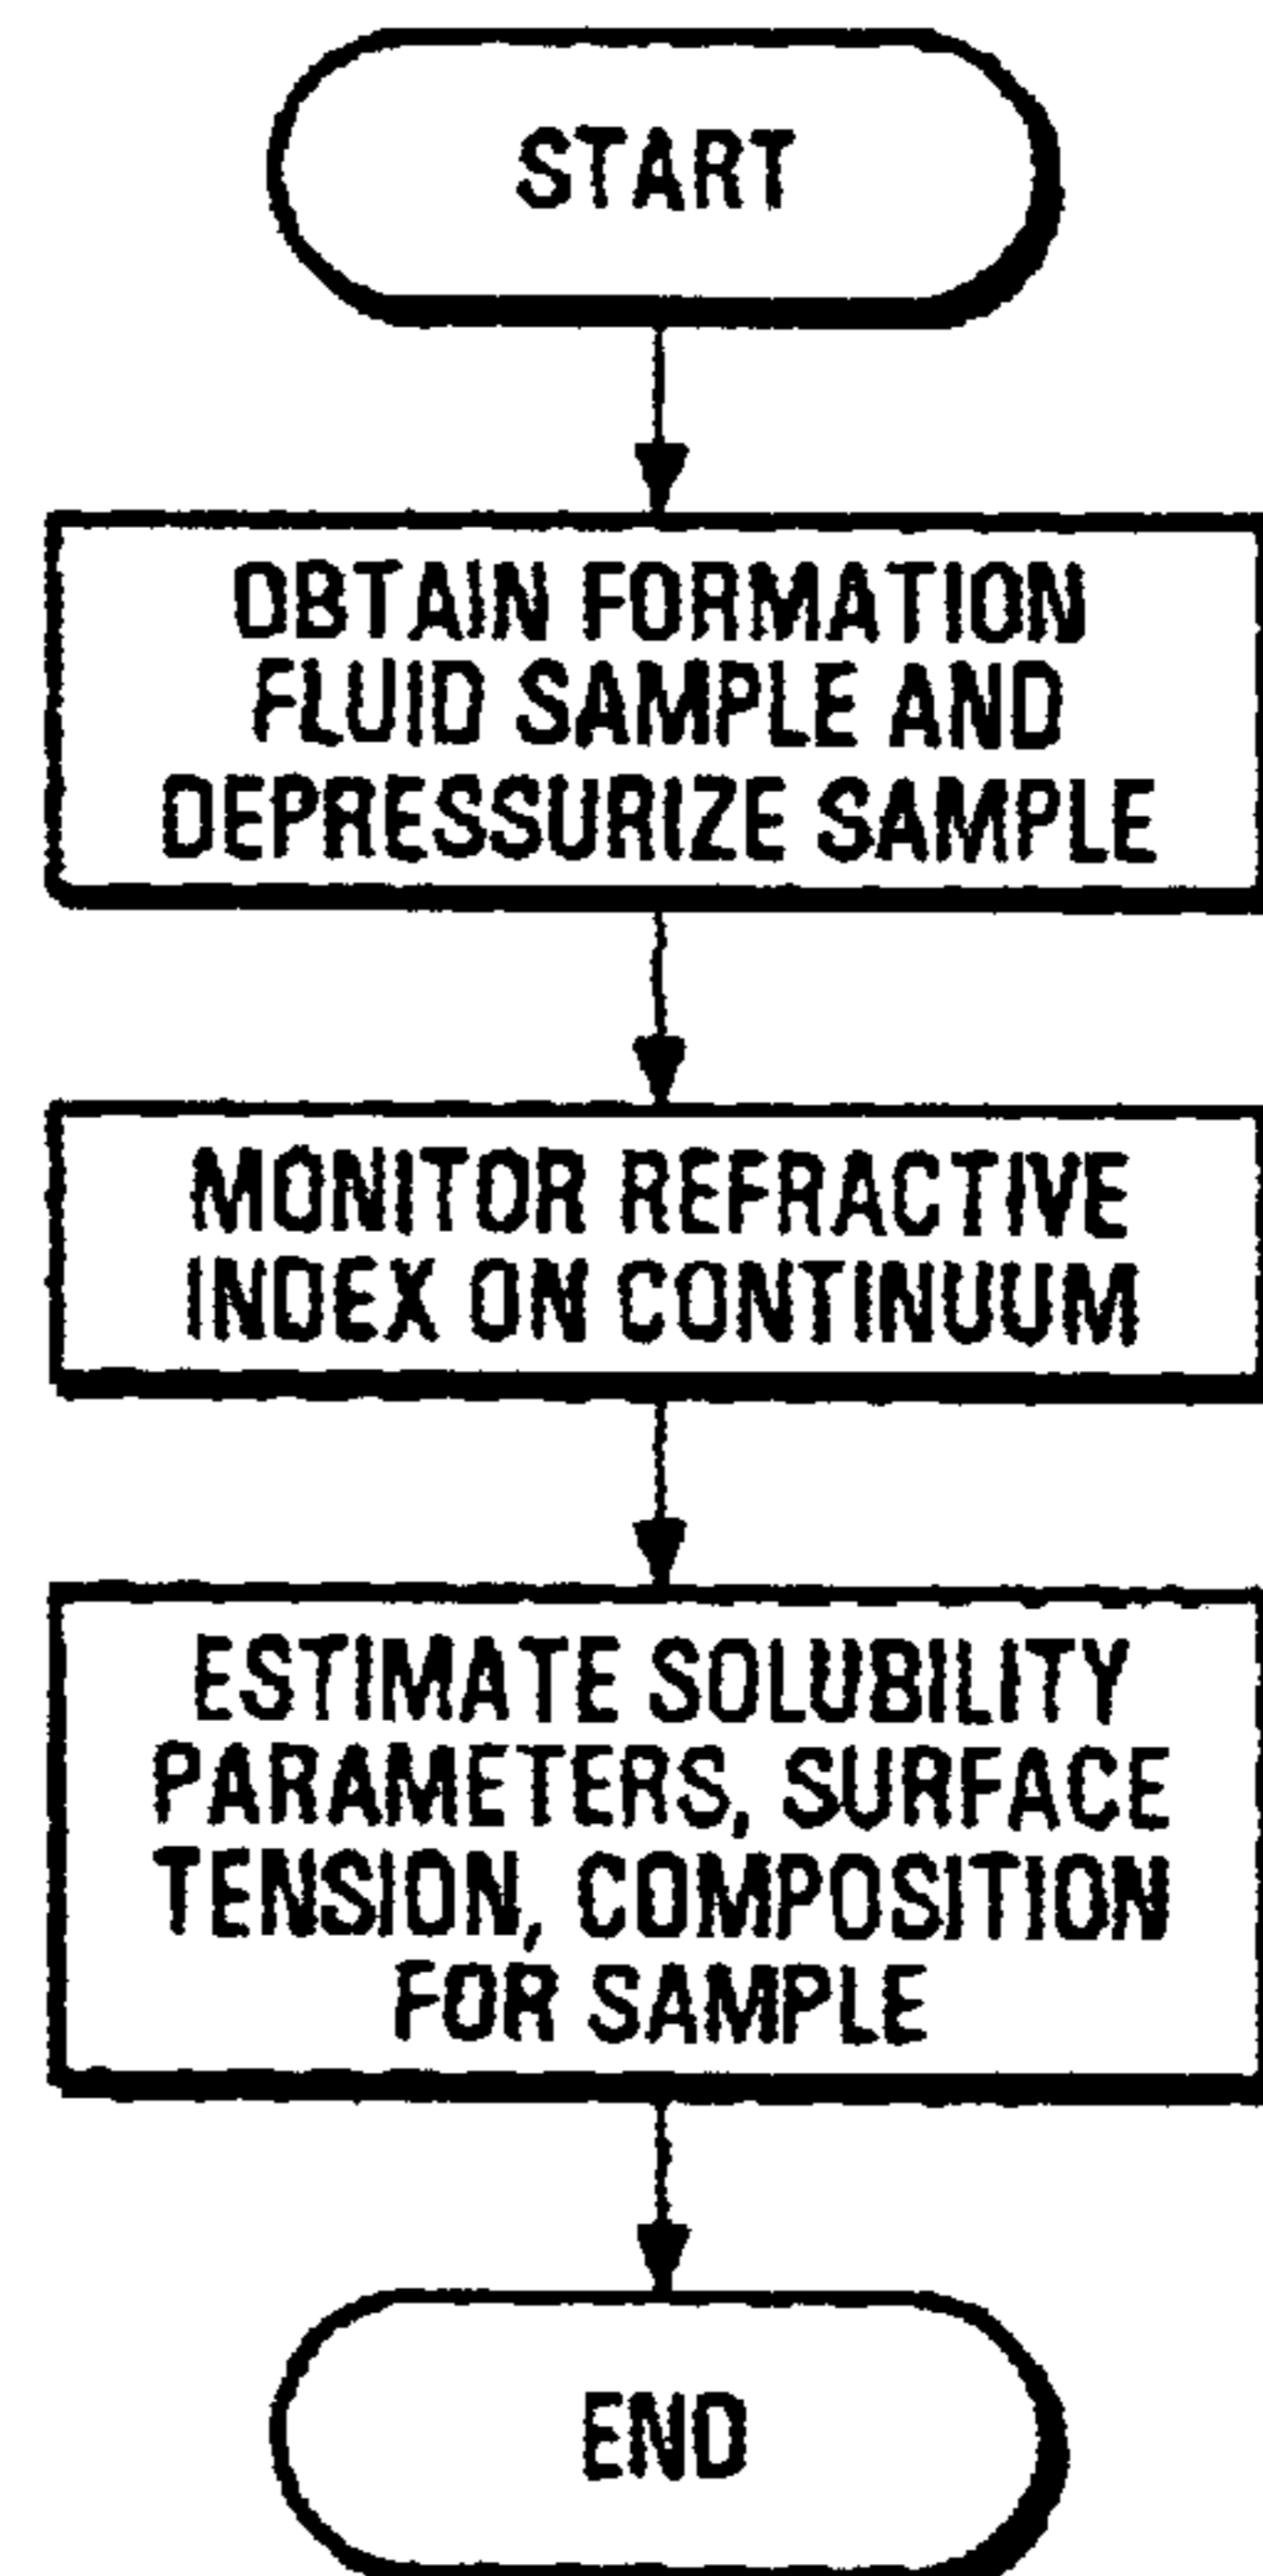 START
OBTAIN FORMATION
FLUID SAMPLE AND
DEPRESSURIZE SAMPLE
MONITOR REFRACTIVE
INDEX ON CONTINUUM
ESTIMATE SOLUBILITY
PARAMETERS, SURFACE
TENSION, COMPOSITION
FOR SAMPLE
END